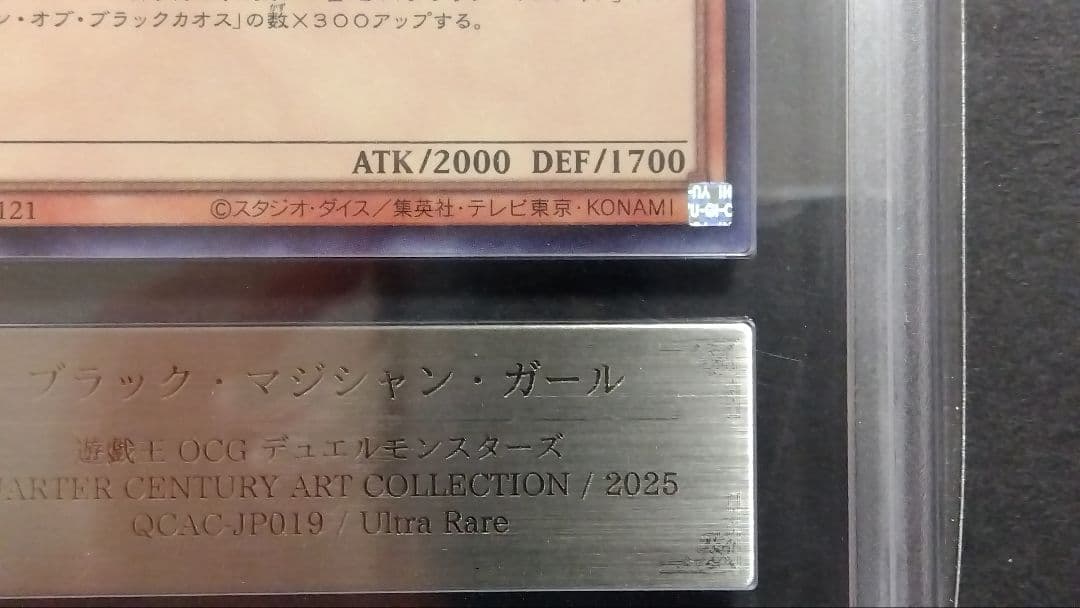 ン・オブ・ブラックカオス」の数×300アップする。
かず
ATK/2000 DEF/1700
121
©スタジオ・ダイス/集英社・テレビ東京・KONAMI
ブラック・マジシャン・ガール
遊戯王 OCG デュエルモンスターズ
ARTER CENTURY ART COLLECTION / 2025
QCAC-JP019 / Ultra Rare